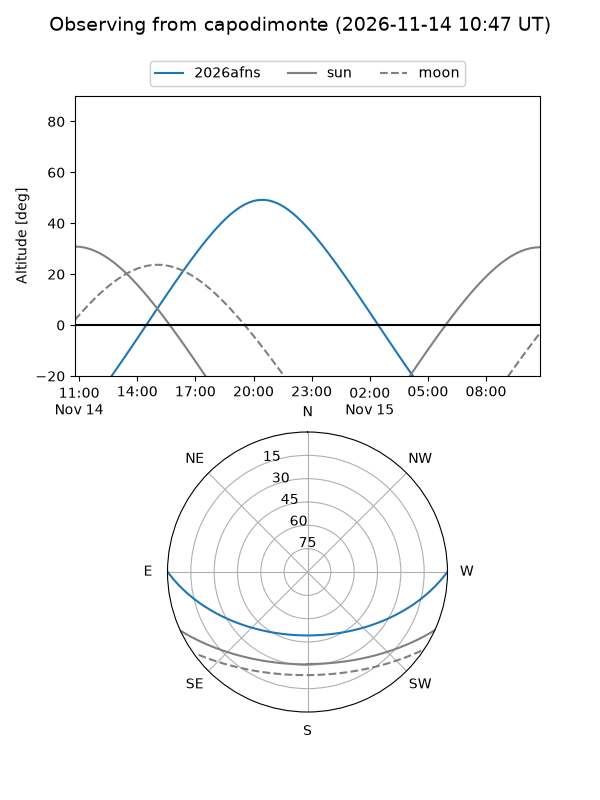 Observing from capodimonte (2026-11-14 10:47 UT)
2026afns sun moon
80
60
40
20
0
−20
Altitude [deg]
11:00 14:00 17:00 20:00 23:00 02:00 05:00 08:00
Nov 14 Nov 15
N
NE NW
15
30
45
60
75
E W
SE SW
S